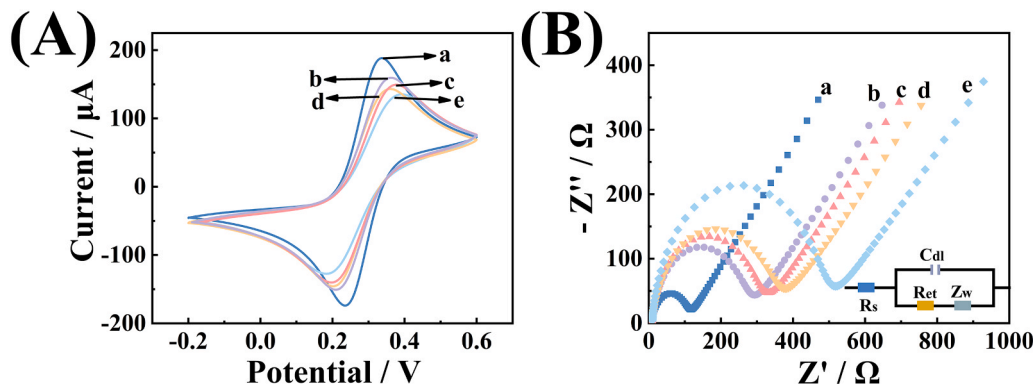 (A)
Current / μA
200
100
0
-100
-200
a
b
c
d
e
-0.2
0.0
0.2
0.4
0.6
Potential / V
(B)
- Z'' / Ω
400
300
200
100
0
a
b
c
d
e
Cdl
Rs
Ret
Zw
0
200
400
600
800
1000
Z' / Ω